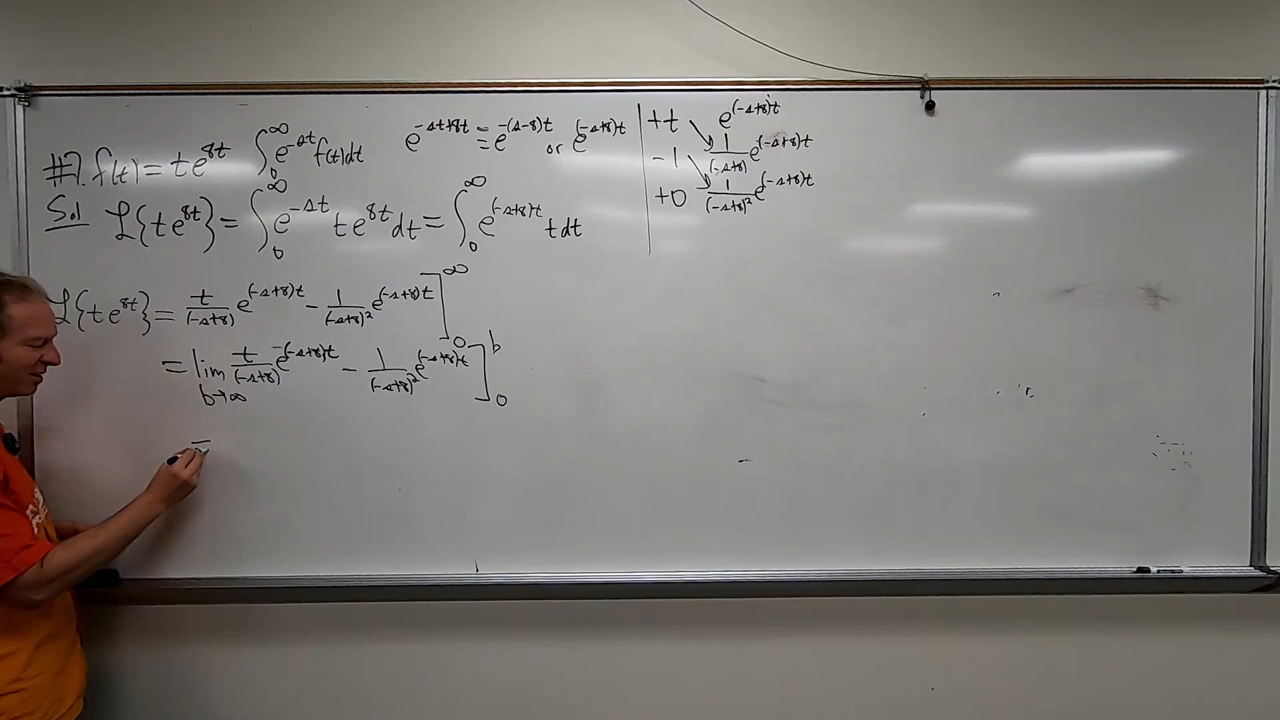 #7. f(t) = te^{8t} ∫_0^∞ e^{-st} f(t)dt e^{-st+8t} = e^{-(s-8)t} or e^{(-s+8)t}
Sol ℒ{te^{8t}} = ∫_0^∞ e^{-st} te^{8t} dt = ∫_0^∞ e^{(-s+8)t} t dt
ℒ{te^{8t}} = t/(-s+8) e^{(-s+8)t} - 1/(-s+8)^2 e^{(-s+8)t} ]_0^∞
= lim_{b→∞} t/(-s+8) e^{(-s+8)t} - 1/(-s+8)^2 e^{(-s+8)t} ]_0^b
+t e^{(-s+8)t}
-1 1/(-s+8) e^{(-s+8)t}
+0 1/(-s+8)^2 e^{(-s+8)t}